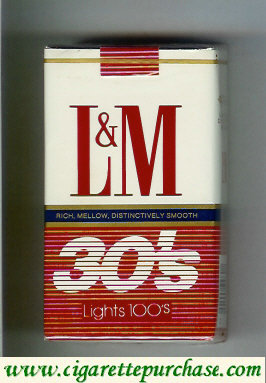 L&M
RICH, MELLOW, DISTINCTIVELY SMOOTH
30's
Lights 100's
www.cigarettepurchase.com